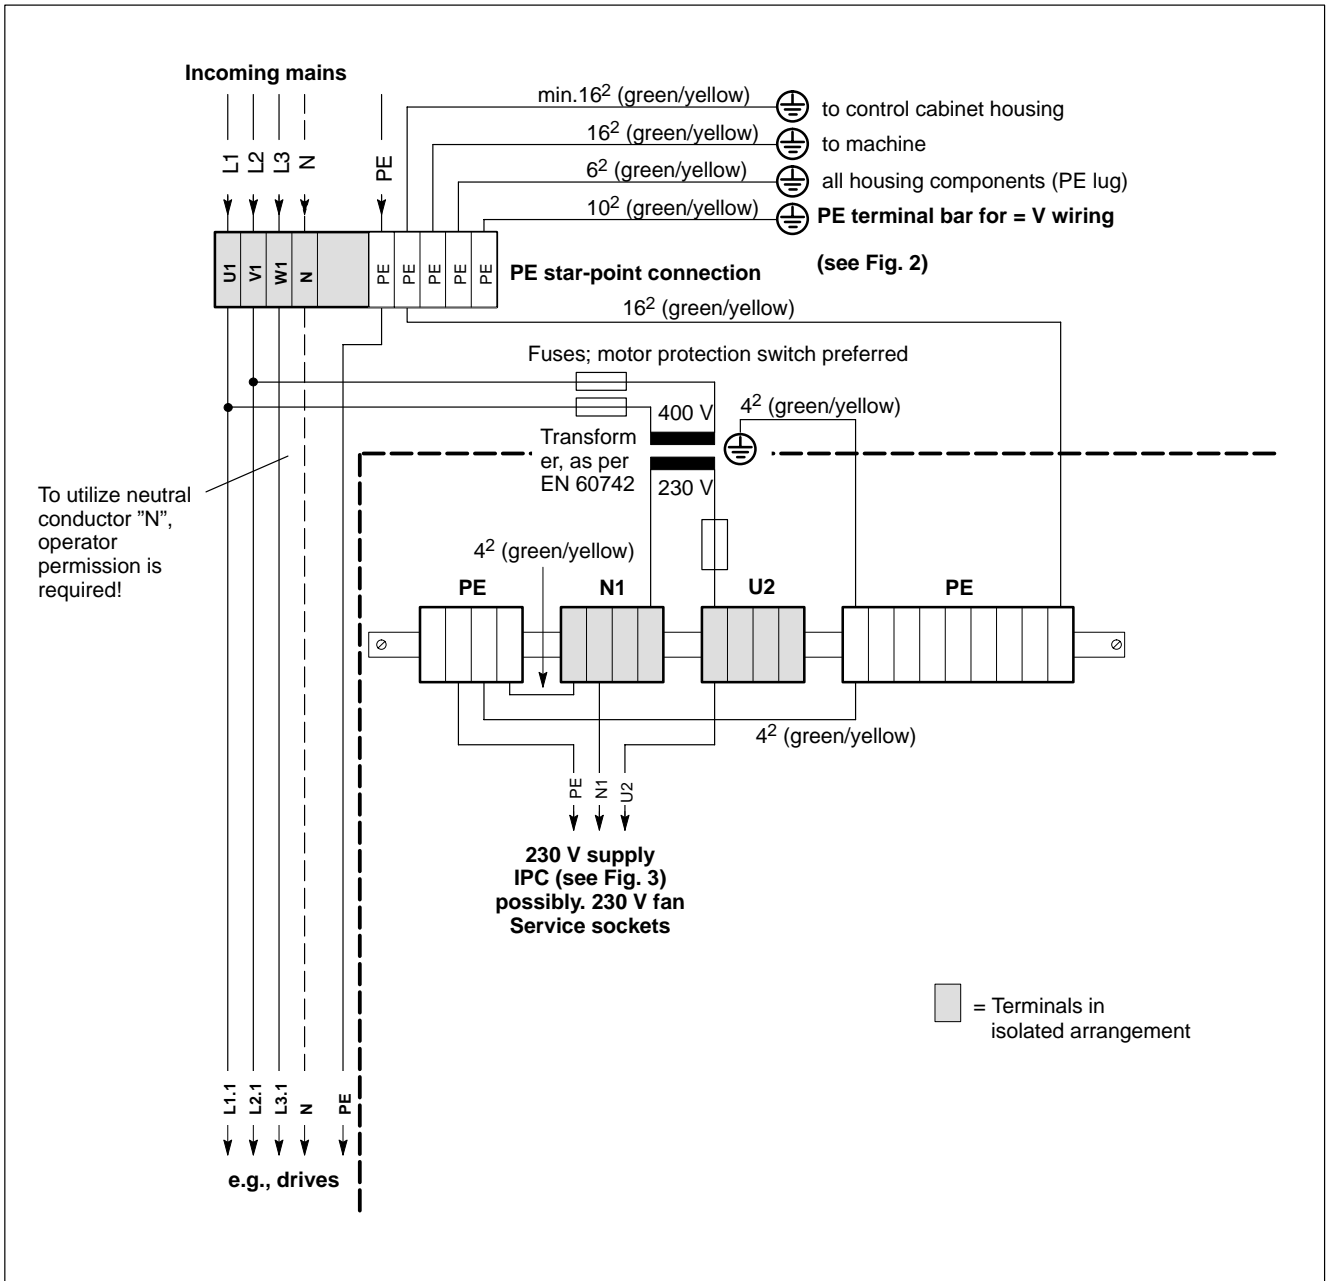 Incoming mains
L1
L2
L3
N
PE
min.16² (green/yellow)
to control cabinet housing
16² (green/yellow)
to machine
6² (green/yellow)
all housing components (PE lug)
10² (green/yellow)
PE terminal bar for = V wiring
(see Fig. 2)
U1
V1
W1
N
PE
PE
PE
PE
PE
PE star-point connection
16² (green/yellow)
Fuses; motor protection switch preferred
400 V
4² (green/yellow)
Transform
er, as per
EN 60742
230 V
To utilize neutral
conductor ”N”,
operator
permission is
required!
4² (green/yellow)
PE
N1
U2
PE
4² (green/yellow)
PE
N1
U2
230 V supply
IPC (see Fig. 3)
possibly. 230 V fan
Service sockets
= Terminals in
isolated arrangement
L1.1
L2.1
L3.1
N
PE
e.g., drives